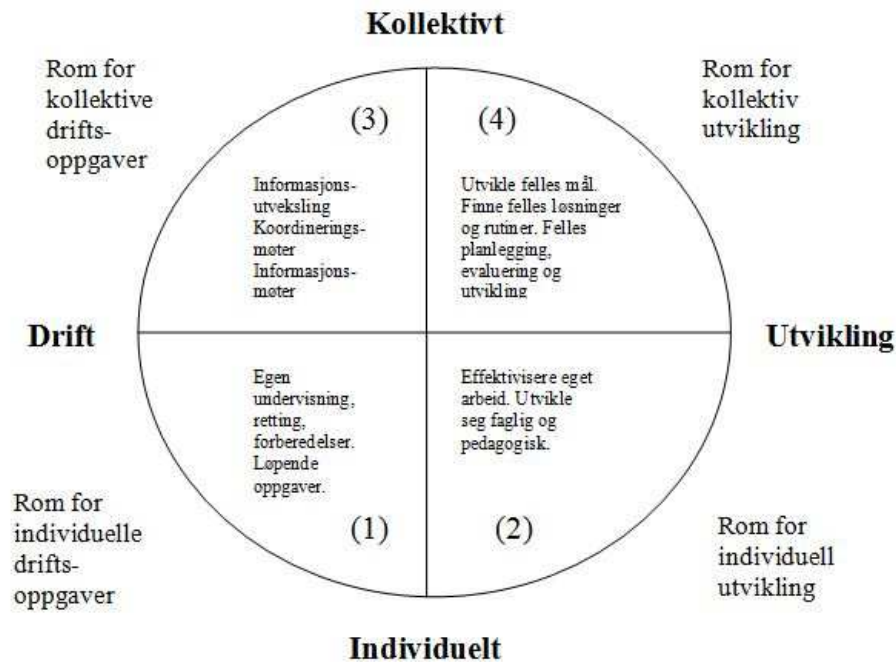 Kollektivt
Rom for
kollektive
drifts-
oppgaver
Rom for
kollektiv
utvikling
(3)
(4)
Informasjons-
utveksling
Koordinerings-
møter
Informasjons-
møter
Utvikle felles mål.
Finne felles løsninger
og rutiner. Felles
planlegging,
evaluering og
utvikling
Drift
Utvikling
Egen
undervisning,
retting,
forberedelser.
Løpende
oppgaver.
Effektivisere eget
arbeid. Utvikle
seg faglig og
pedagogisk.
(1)
(2)
Rom for
individuelle
drifts-
oppgaver
Rom for
individuell
utvikling
Individuelt